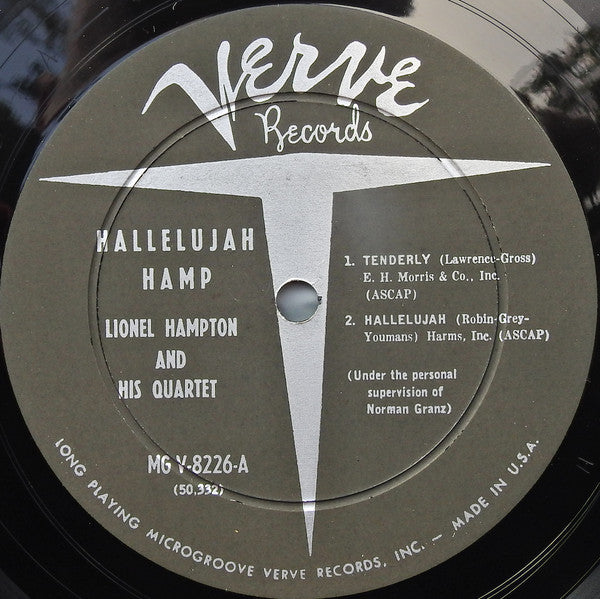 Verve
Records
HALLELUJAH
HAMP
LIONEL HAMPTON
AND
HIS QUARTET
MG V-8226-A
(50,332)
1. TENDERLY (Lawrence-Gross)
E. H. Morris & Co., Inc.
(ASCAP)
2. HALLELUJAH (Robin-Grey-
Youmans) Harms, Inc. (ASCAP)
(Under the personal
supervision of
Norman Granz)
LONG PLAYING MICROGROOVE VERVE RECORDS, INC. — MADE IN U.S.A.